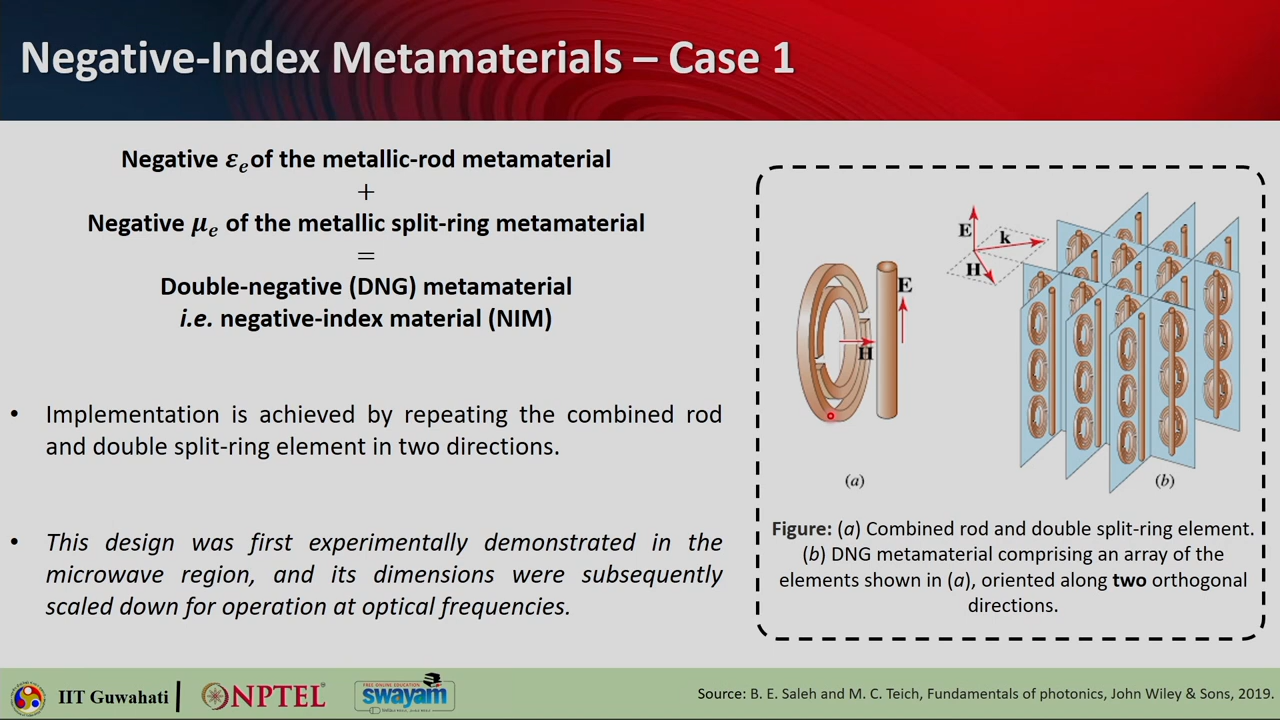 Negative-Index Metamaterials – Case 1
Negative εₑof the metallic-rod metamaterial
+
Negative μₑ of the metallic split-ring metamaterial
=
Double-negative (DNG) metamaterial
i.e. negative-index material (NIM)
• Implementation is achieved by repeating the combined rod
and double split-ring element in two directions.
• This design was first experimentally demonstrated in the
microwave region, and its dimensions were subsequently
scaled down for operation at optical frequencies.
E
H
(a)
E
k
H
(b)
Figure: (a) Combined rod and double split-ring element.
(b) DNG metamaterial comprising an array of the
elements shown in (a), oriented along two orthogonal
directions.
IIT Guwahati
NPTEL
FREE ONLINE EDUCATION
swayam
Source: B. E. Saleh and M. C. Teich, Fundamentals of photonics, John Wiley & Sons, 2019.